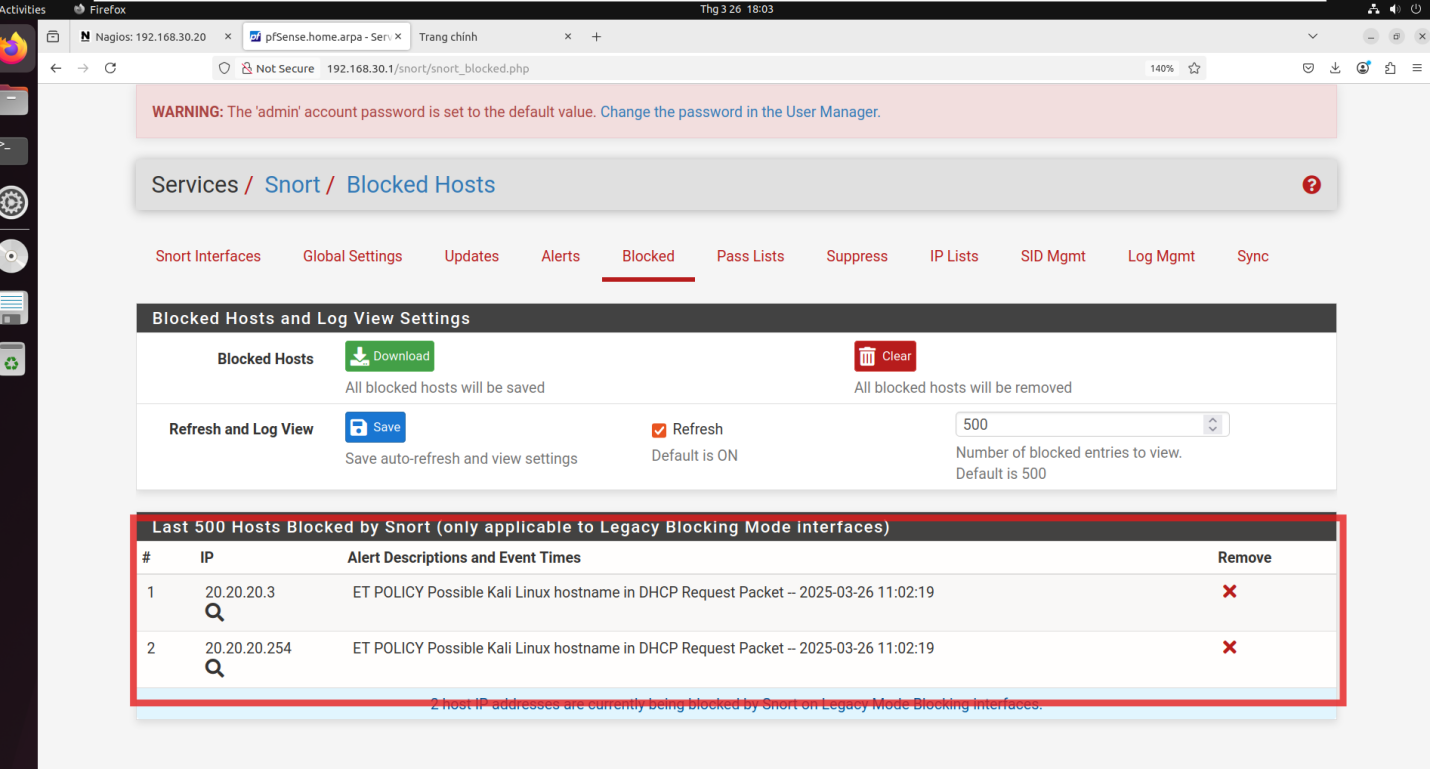 Activities Firefox Thg 3 26 18:03
Nagios: 192.168.30.20 × pfSense.home.arpa - Serv × Trang chính × +
Not Secure 192.168.30.1/snort/snort_blocked.php 140%
WARNING: The 'admin' account password is set to the default value. Change the password in the User Manager.
Services / Snort / Blocked Hosts
Snort Interfaces Global Settings Updates Alerts Blocked Pass Lists Suppress IP Lists SID Mgmt Log Mgmt Sync
Blocked Hosts and Log View Settings
Blocked Hosts Download Clear
All blocked hosts will be saved All blocked hosts will be removed
Refresh and Log View Save Refresh 500
Save auto-refresh and view settings Default is ON Number of blocked entries to view.
Default is 500
Last 500 Hosts Blocked by Snort (only applicable to Legacy Blocking Mode interfaces)
# IP Alert Descriptions and Event Times Remove
1 20.20.20.3 ET POLICY Possible Kali Linux hostname in DHCP Request Packet -- 2025-03-26 11:02:19
2 20.20.20.254 ET POLICY Possible Kali Linux hostname in DHCP Request Packet -- 2025-03-26 11:02:19
2 host IP addresses are currently being blocked by Snort on Legacy Mode Blocking interfaces.